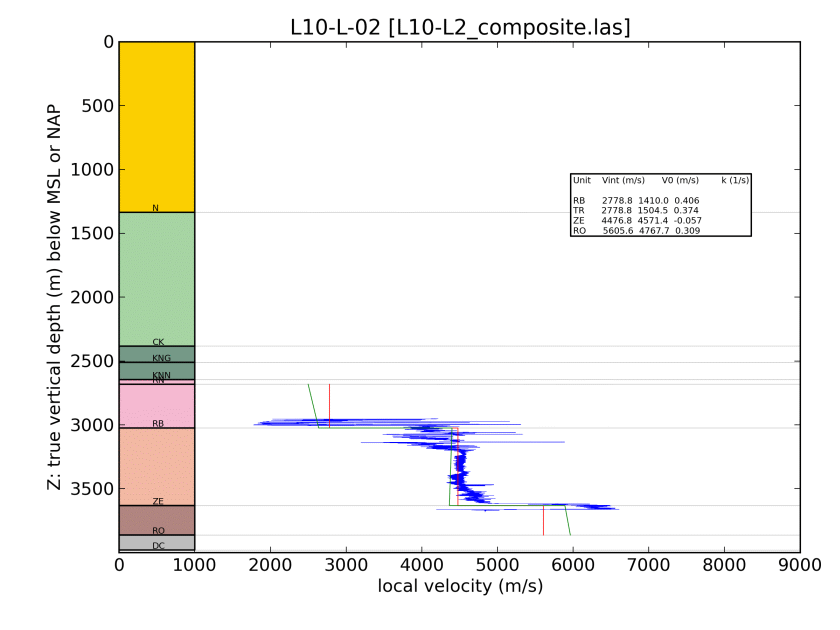 L10-L-02 [L10-L2_composite.las]
Z: true vertical depth (m) below MSL or NAP
0
500
1000
1500
2000
2500
3000
3500
N
CK
KNG
KNN
RN
RB
ZE
RO
DC
Unit Vint (m/s) V0 (m/s) k (1/s)
RB 2778.8 1410.0 0.406
TR 2778.8 1504.5 0.374
ZE 4476.8 4571.4 -0.057
RO 5605.6 4767.7 0.309
0 1000 2000 3000 4000 5000 6000 7000 8000 9000
local velocity (m/s)